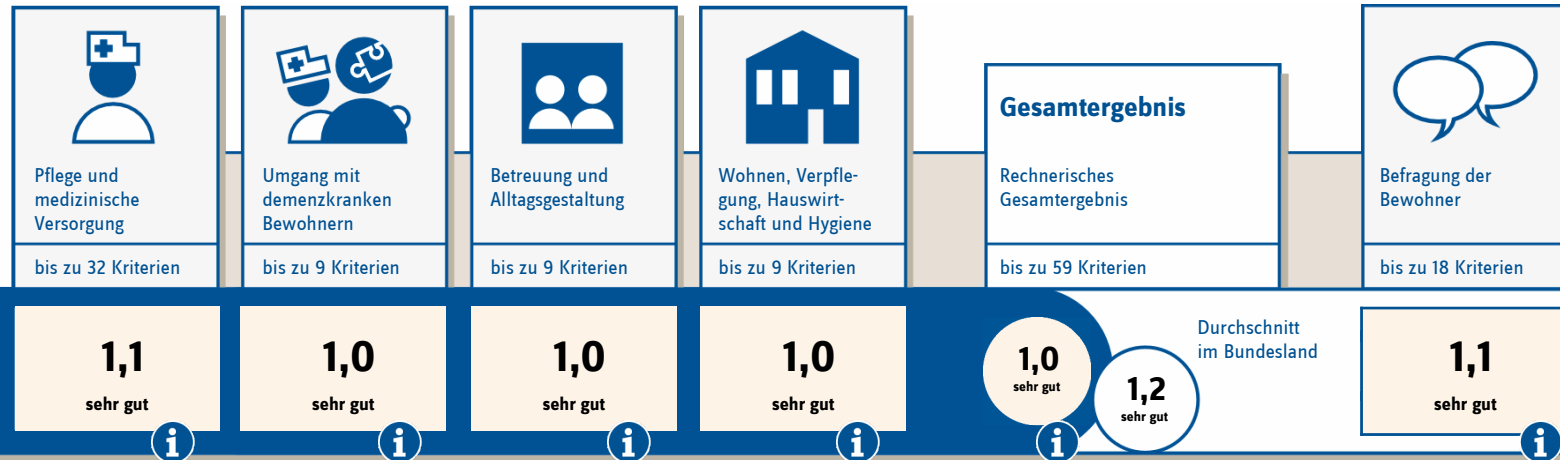 Pflege und
medizinische
Versorgung
bis zu 32 Kriterien
1,1
sehr gut
i
Umgang mit
demenzkranken
Bewohnern
bis zu 9 Kriterien
1,0
sehr gut
i
Betreuung und
Alltagsgestaltung
bis zu 9 Kriterien
1,0
sehr gut
i
Wohnen, Verpfle-
gung, Hauswirt-
schaft und Hygiene
bis zu 9 Kriterien
1,0
sehr gut
i
Gesamtergebnis
Rechnerisches
Gesamtergebnis
bis zu 59 Kriterien
1,0
sehr gut
i
Durchschnitt
im Bundesland
1,2
sehr gut
Befragung der
Bewohner
bis zu 18 Kriterien
1,1
sehr gut
i